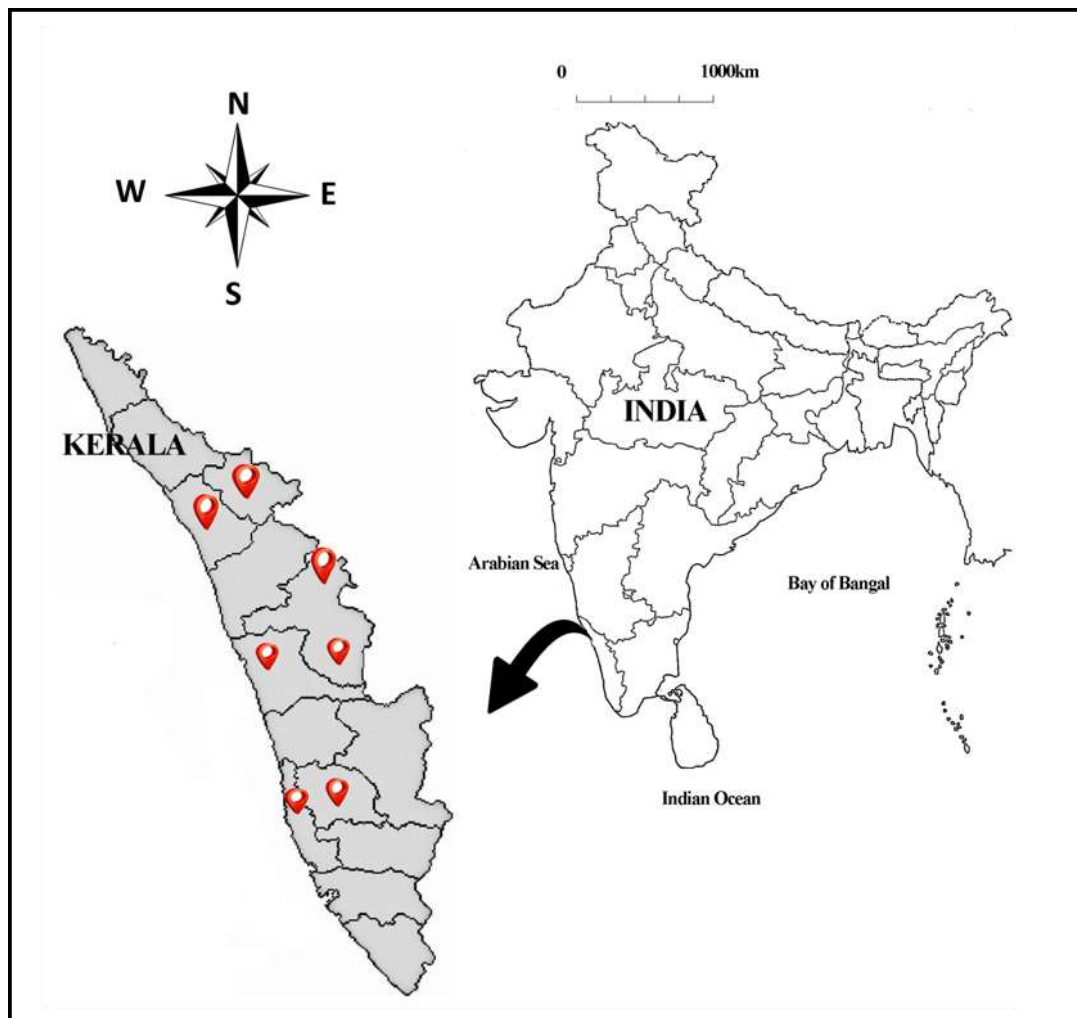 0 1000km
N
W E
S
INDIA
KERALA
Arabian Sea
Bay of Bangal
Indian Ocean